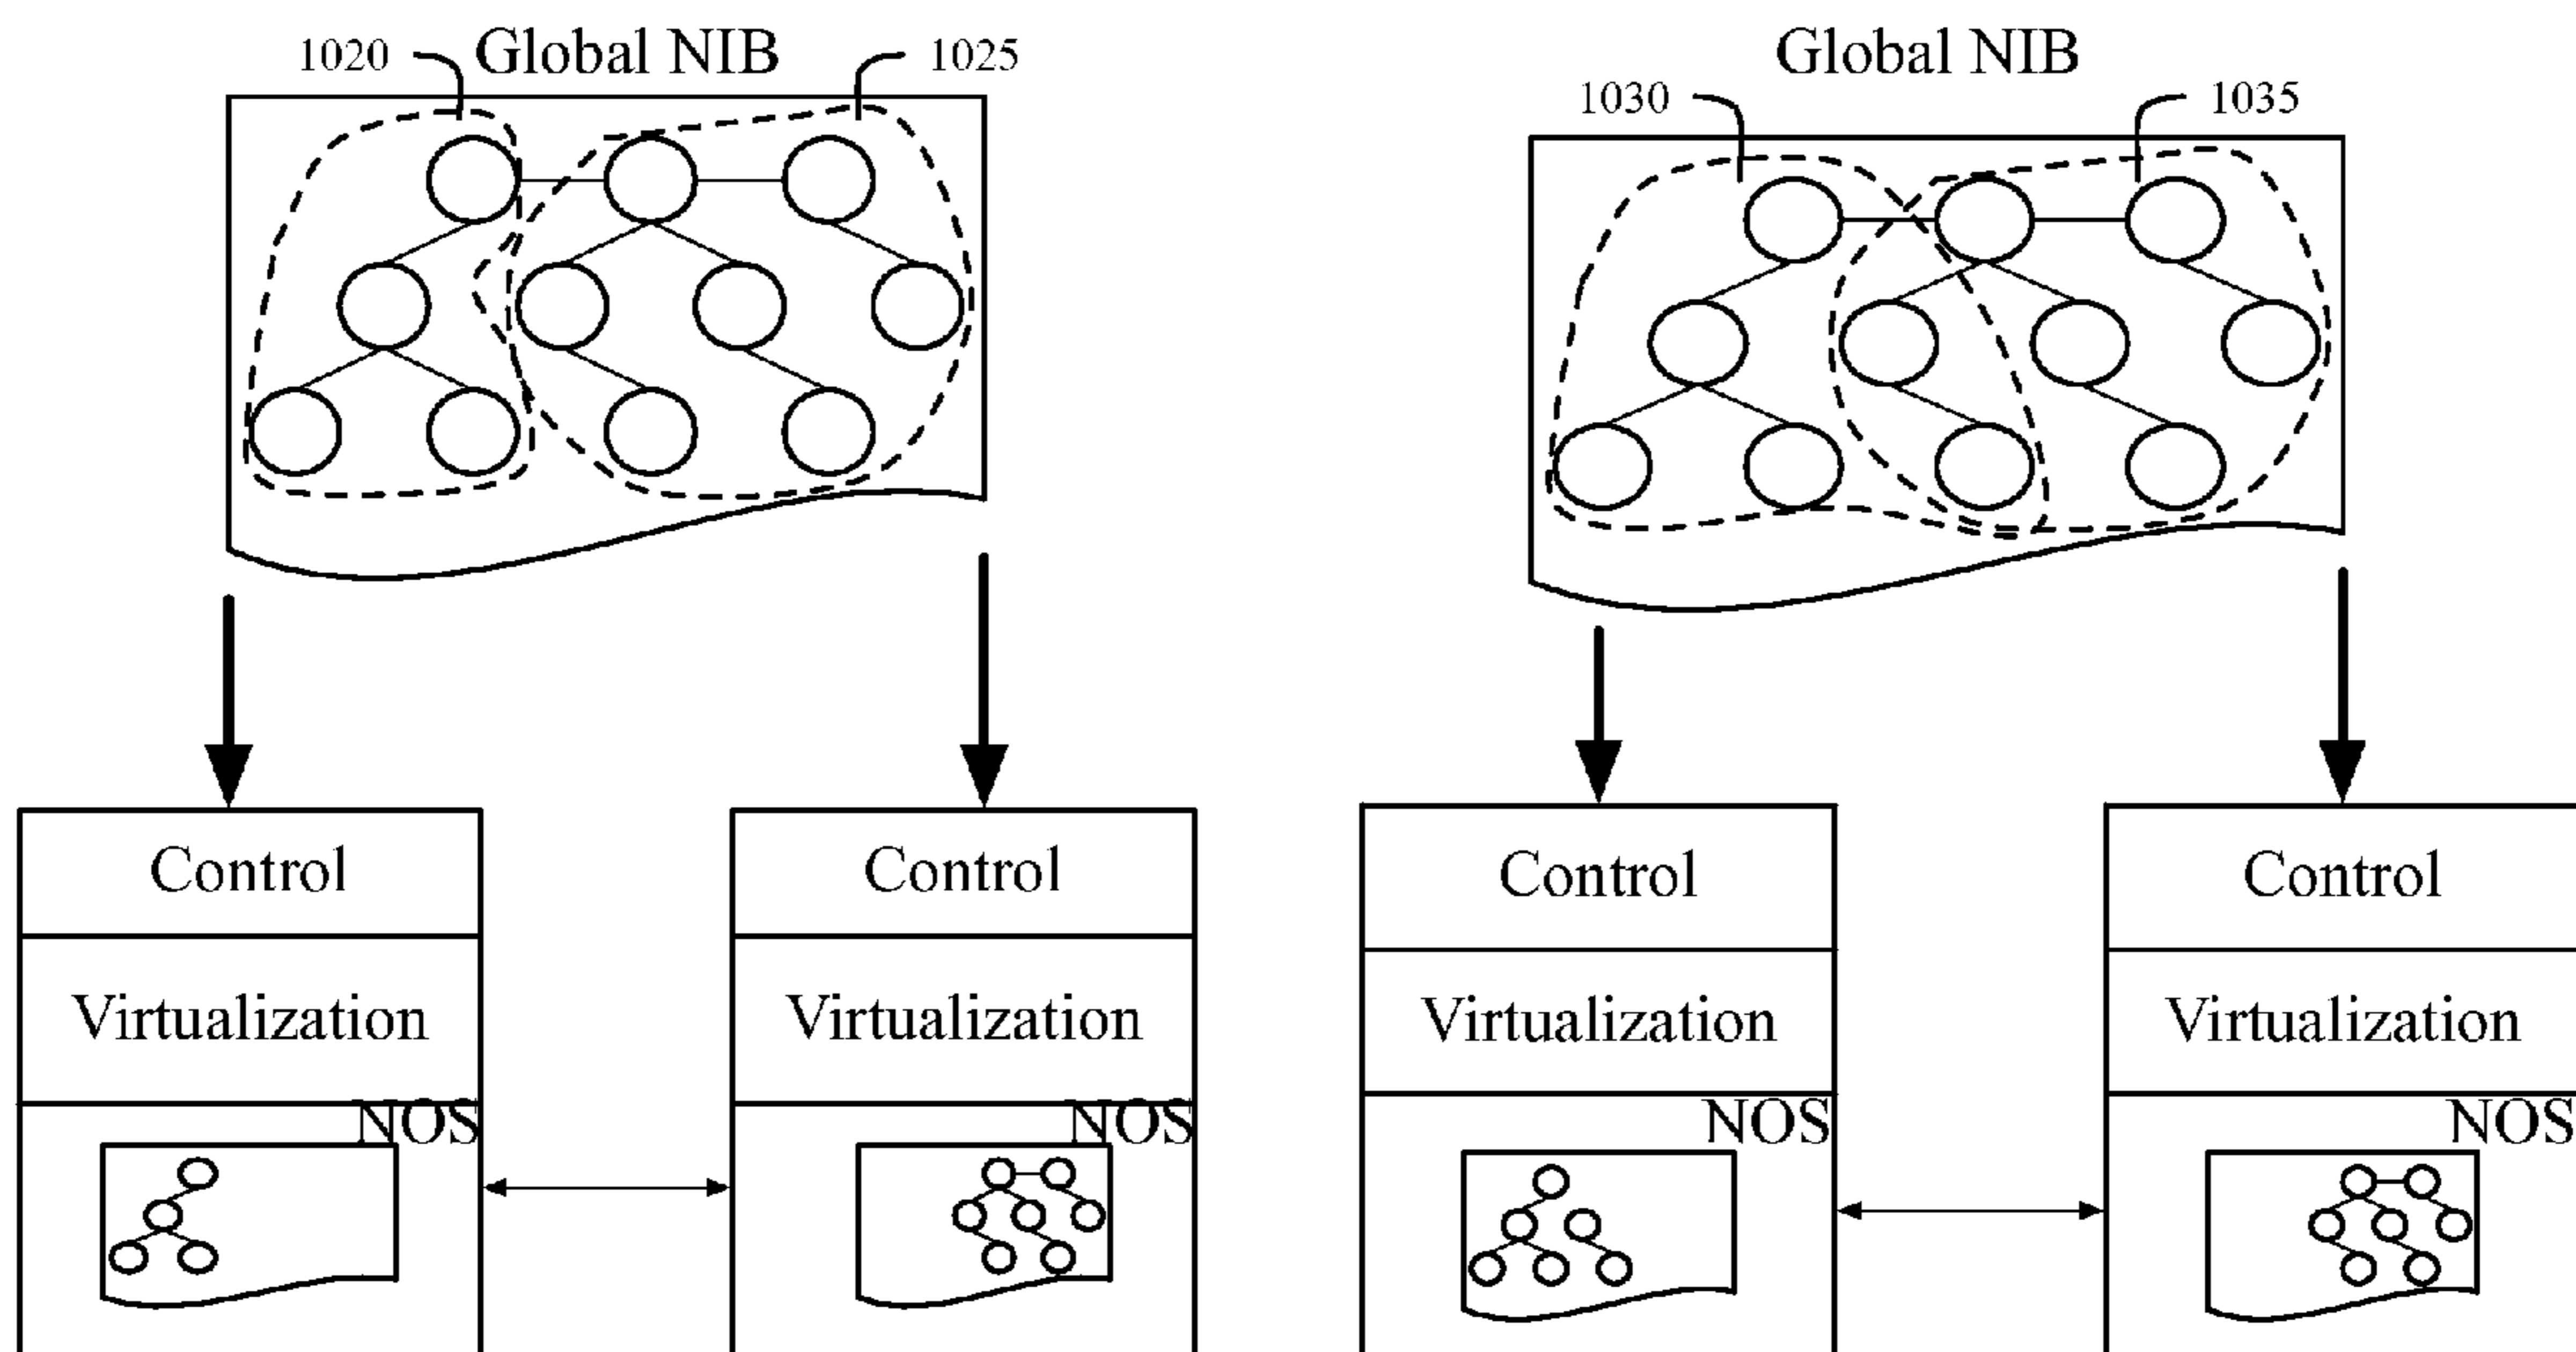 Global NIB
1020
1025
Control
Virtualization
NOS
Control
Virtualization
NOS
Global NIB
1030
1035
Control
Virtualization
NOS
Control
Virtualization
NOS